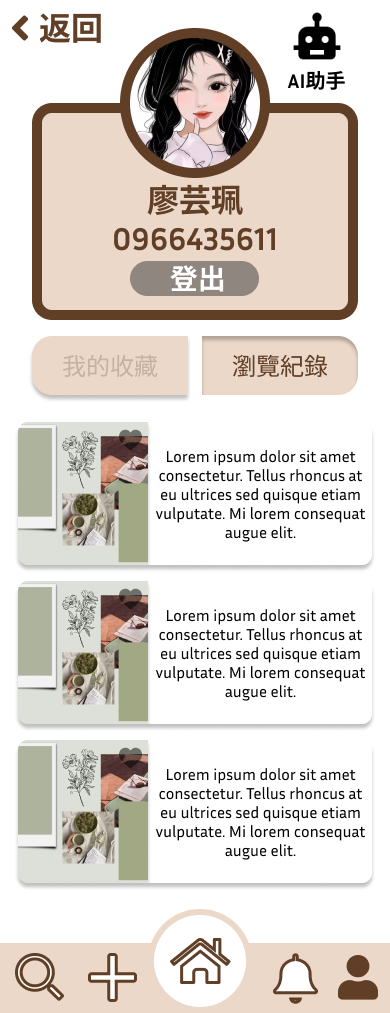 返回
AI助手
廖芸珮
0966435611
登出
我的收藏
瀏覽紀錄
Lorem ipsum dolor sit amet
consectetur. Tellus rhoncus at
eu ultrices sed quisque etiam
vulputate. Mi lorem consequat
augue elit.
Lorem ipsum dolor sit amet
consectetur. Tellus rhoncus at
eu ultrices sed quisque etiam
vulputate. Mi lorem consequat
augue elit.
Lorem ipsum dolor sit amet
consectetur. Tellus rhoncus at
eu ultrices sed quisque etiam
vulputate. Mi lorem consequat
augue elit.